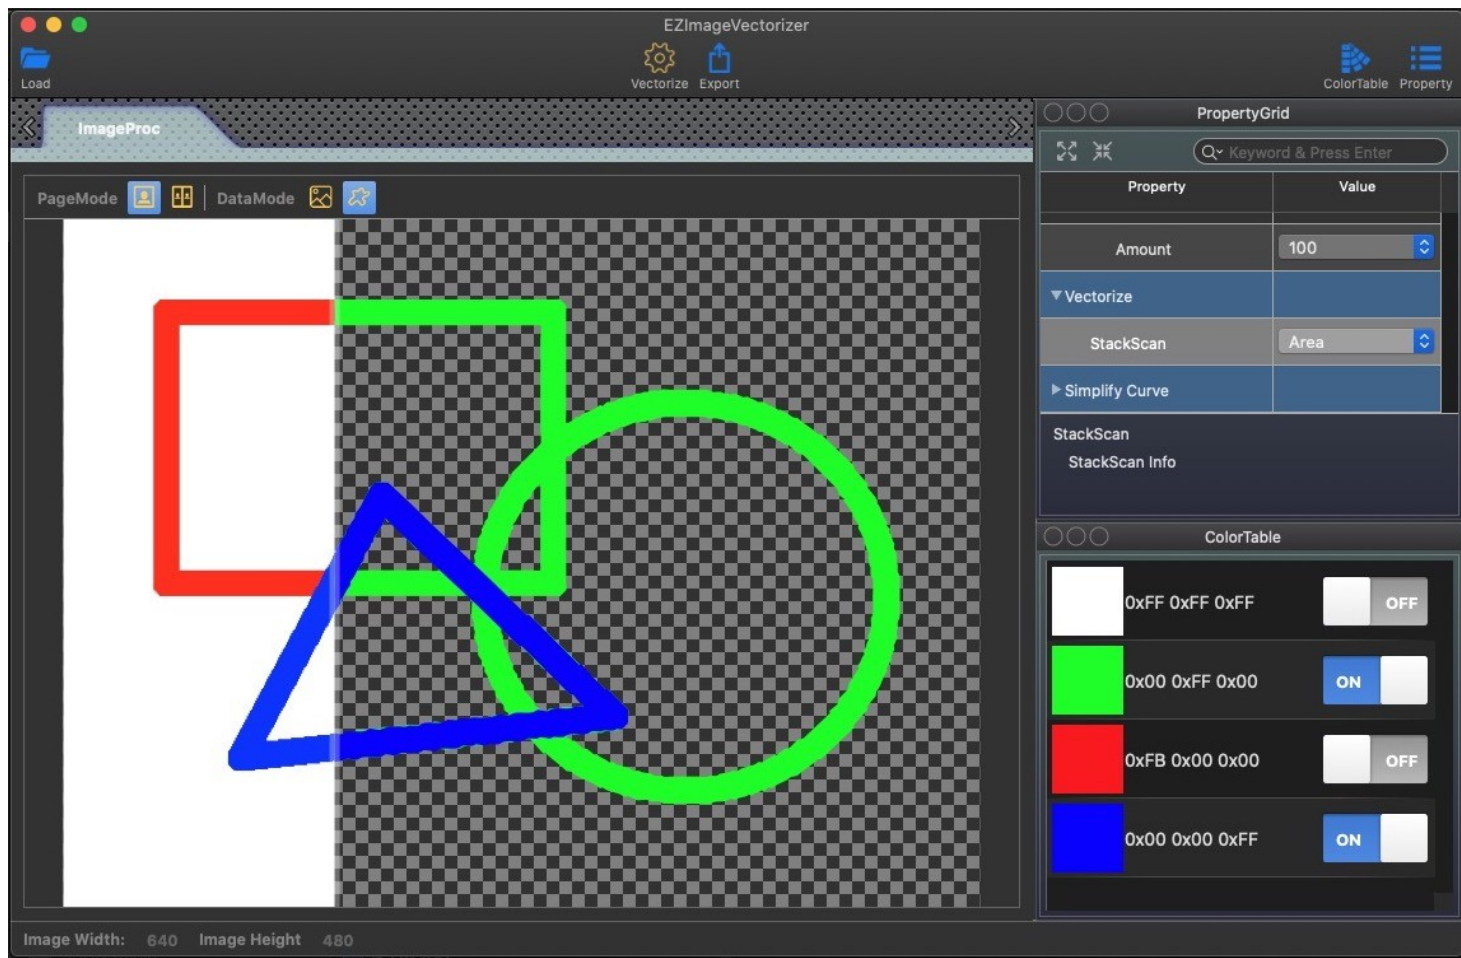 EZImageVectorizer
Load
Vectorize Export
ColorTable Property
ImageProc
PageMode
DataMode
PropertyGrid
Keyword & Press Enter
Property Value
Amount 100
Vectorize
StackScan Area
Simplify Curve
StackScan
StackScan Info
ColorTable
0xFF 0xFF 0xFF OFF
0x00 0xFF 0x00 ON
0xFB 0x00 0x00 OFF
0x00 0x00 0xFF ON
Image Width: 640 Image Height 480